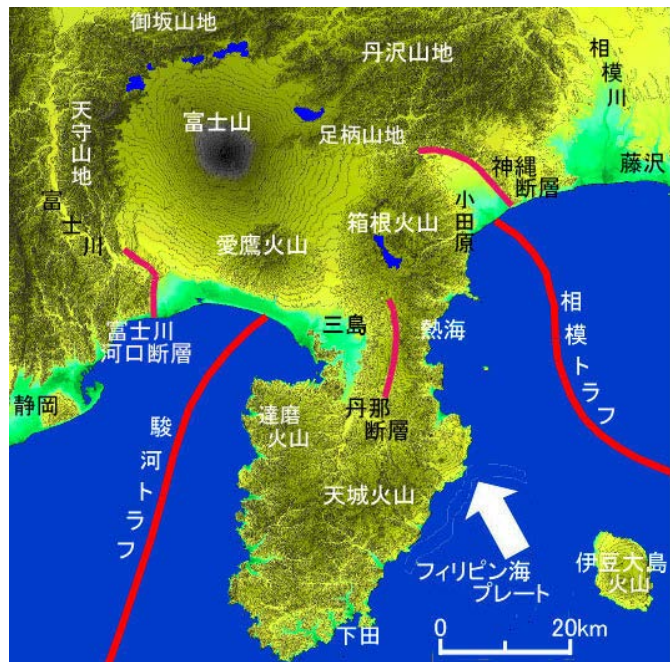 御坂山地
丹沢山地
相模川
天守山地
富士山
足柄山地
神縄
断層
藤沢
富士川
小田原
箱根火山
愛鷹火山
三島
熱海
富士川
河口断層
相模トラフ
静岡
駿河トラフ
達磨
火山
丹那
断層
天城火山
フィリピン海
プレート
伊豆大島
火山
下田
0 20km